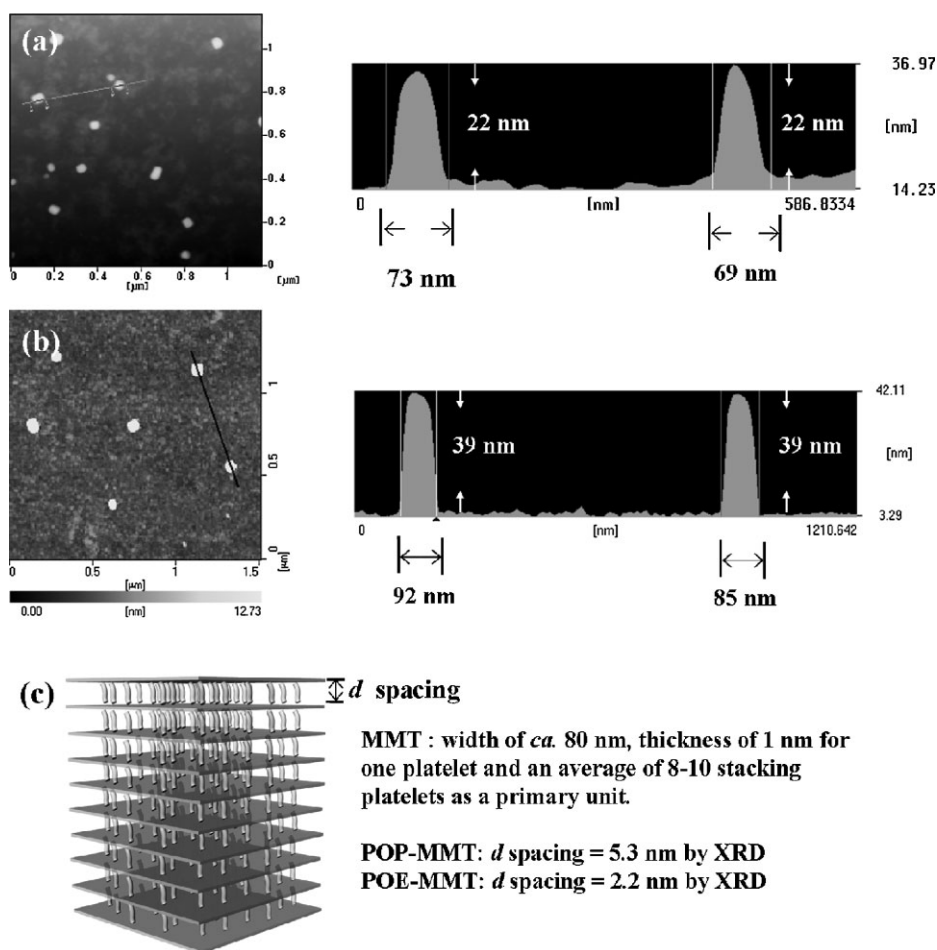 (a)
1
0.8
0.6
0.4
0.2
0
0 0.2 0.4 0.6 0.8 1
[μm] [μm]
36.97
22 nm 22 nm
[nm]
14.23
0 [nm] 586.8334
73 nm 69 nm
(b)
1
0.5
0
[μm]
0 0.5 1 1.5
[μm]
0.00 [nm] 12.73
42.11
39 nm 39 nm
[nm]
3.29
0 [nm] 1210.642
92 nm 85 nm
(c)
d spacing
MMT : width of ca. 80 nm, thickness of 1 nm for
one platelet and an average of 8-10 stacking
platelets as a primary unit.
POP-MMT: d spacing = 5.3 nm by XRD
POE-MMT: d spacing = 2.2 nm by XRD